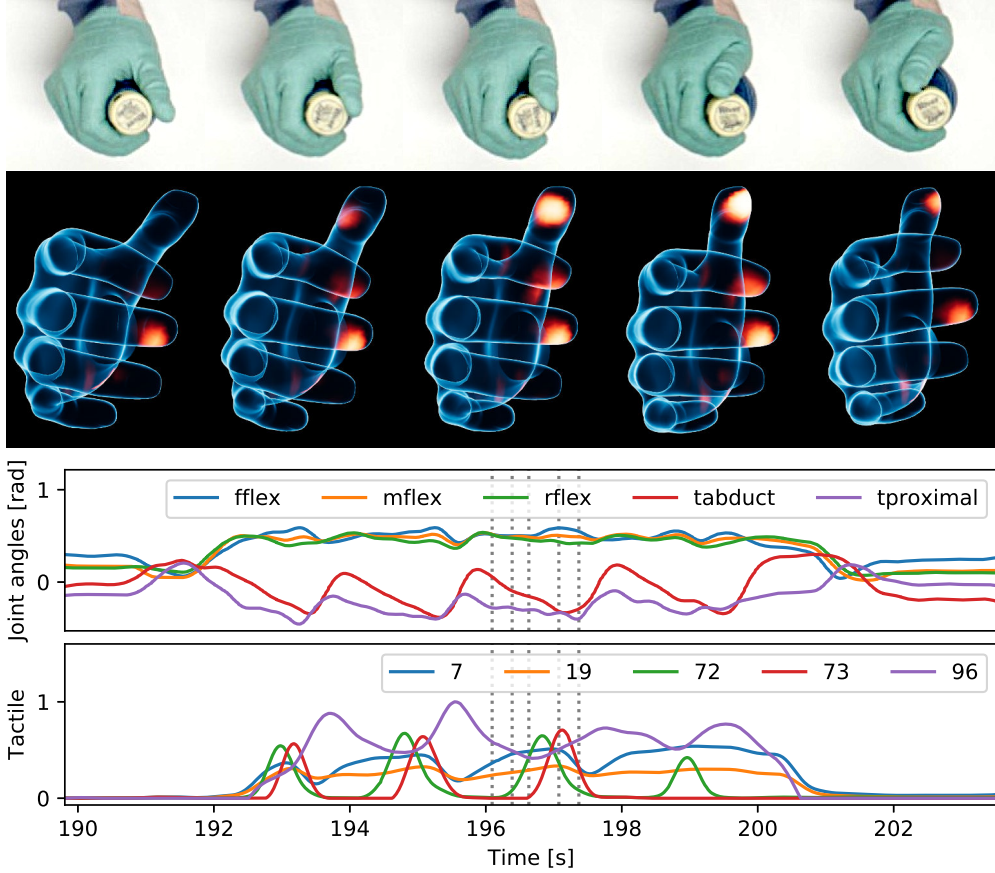 Joint angles [rad]
1
0
fflex mflex rflex tabduct tproximal
Tactile
1
0
7 19 72 73 96
190 192 194 196 198 200 202
Time [s]